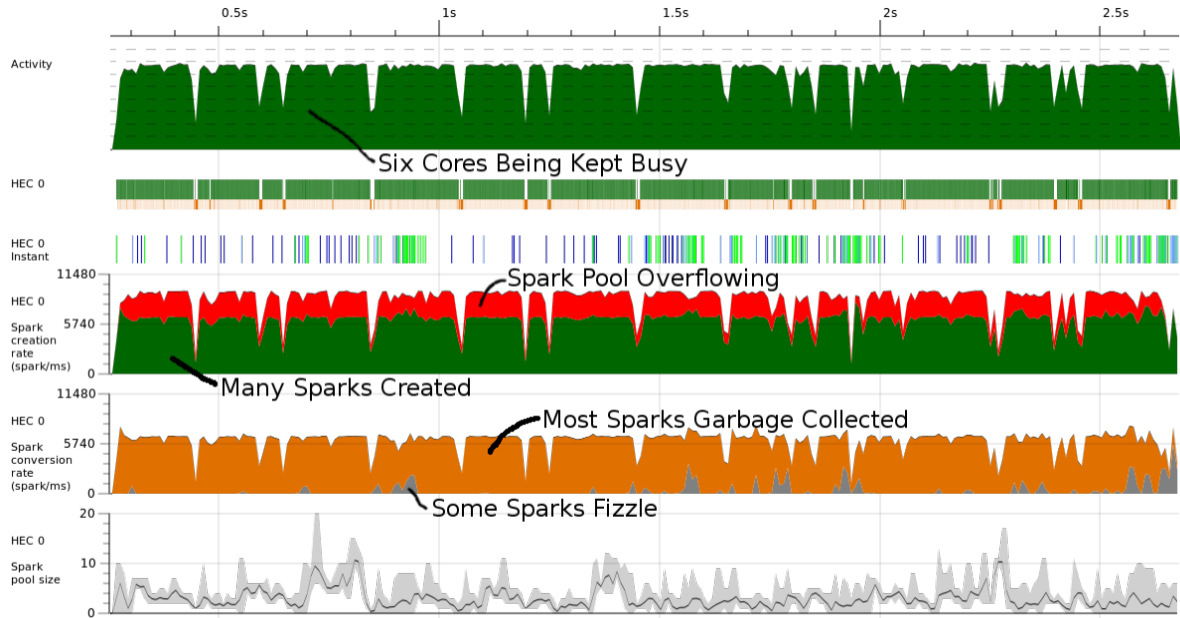 0.5s 1s 1.5s 2s 2.5s
Activity
Six Cores Being Kept Busy
HEC 0
HEC 0
Instant
11480
Spark Pool Overflowing
HEC 0
Spark
5740
creation
rate
(spark/ms)
0
Many Sparks Created
11480
Most Sparks Garbage Collected
HEC 0
Spark
5740
conversion
rate
(spark/ms)
0
Some Sparks Fizzle
20
HEC 0
10
Spark
pool size
0